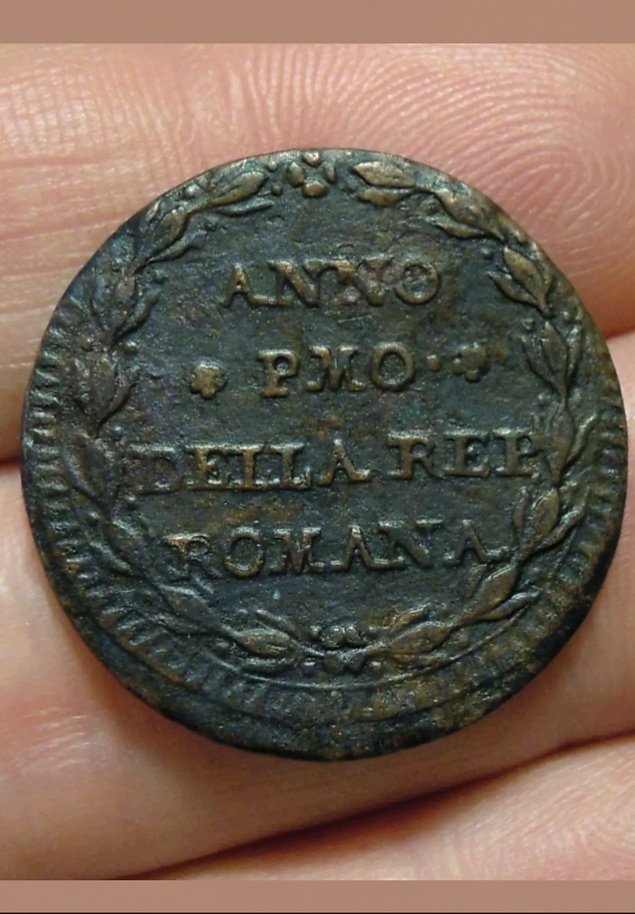 ANNO
PMO
DELLA REP
ROMANA